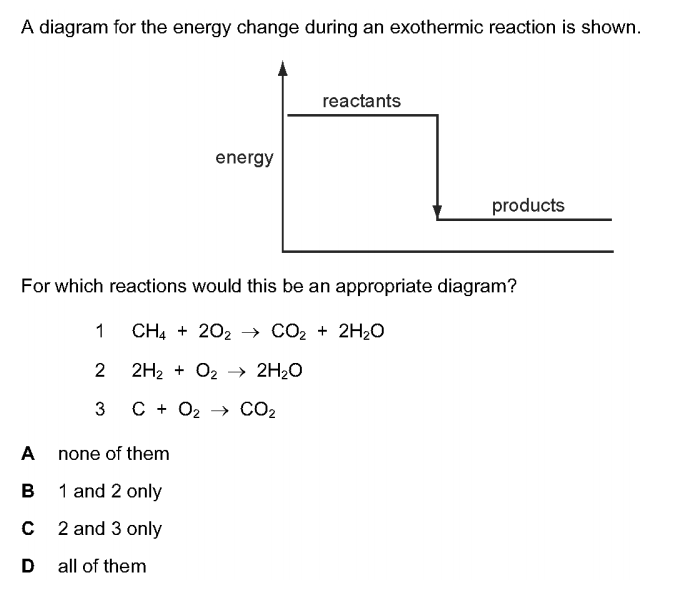 A diagram for the energy change during an exothermic reaction is shown.
reactants
energy
products
For which reactions would this be an appropriate diagram?
1 CH₄ + 2O₂ → CO₂ + 2H₂O
2 2H₂ + O₂ → 2H₂O
3 C + O₂ → CO₂
A none of them
B 1 and 2 only
C 2 and 3 only
D all of them